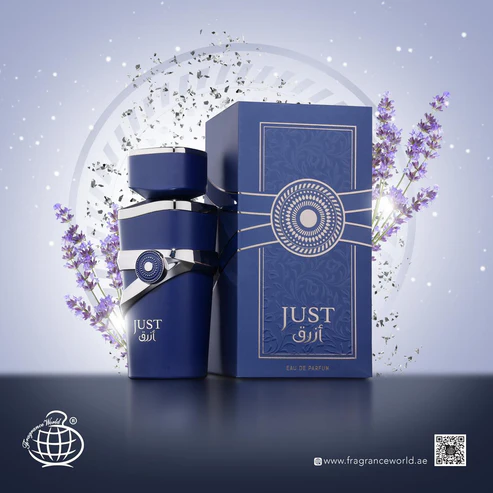 JUST
أزرق
JUST
أزرق
EAU DE PARFUM
Fragrance World
®
www.fragranceworld.ae